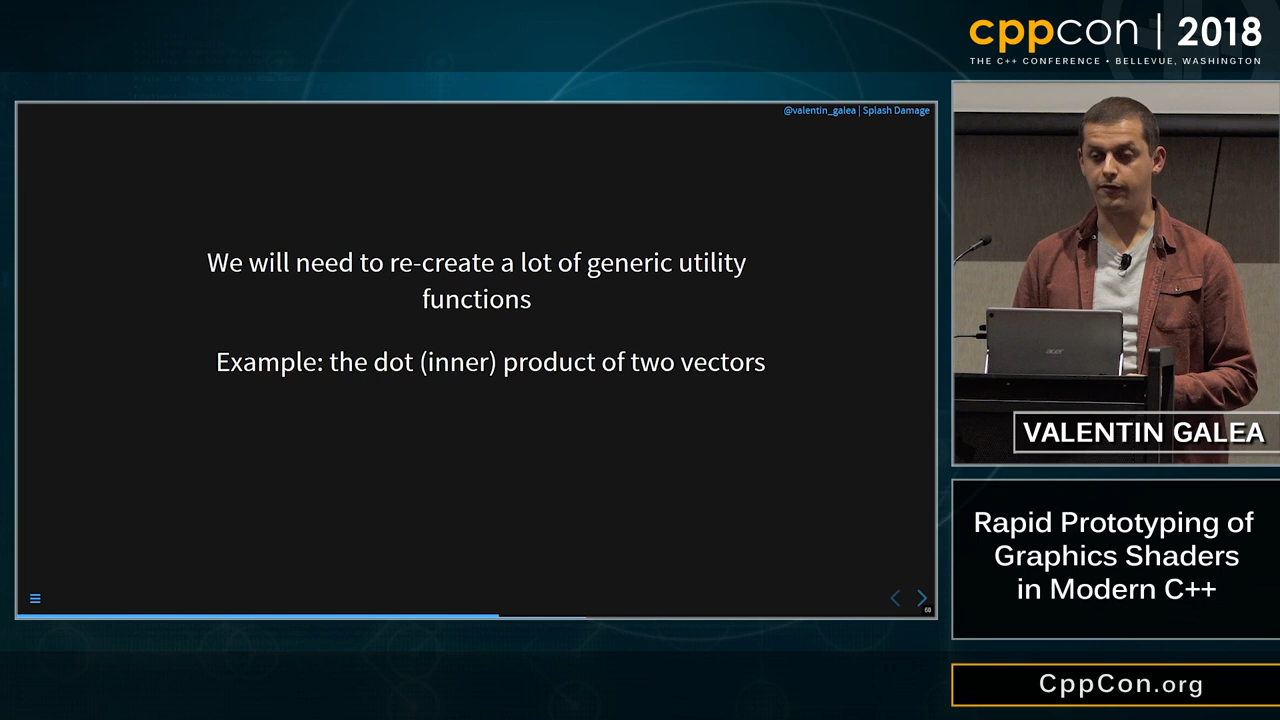 cppcon | 2018
THE C++ CONFERENCE • BELLEVUE, WASHINGTON
@valentin_galea | Splash Damage
We will need to re-create a lot of generic utility
functions
Example: the dot (inner) product of two vectors
68
acer
VALENTIN GALEA
Rapid Prototyping of
Graphics Shaders
in Modern C++
CppCon.org